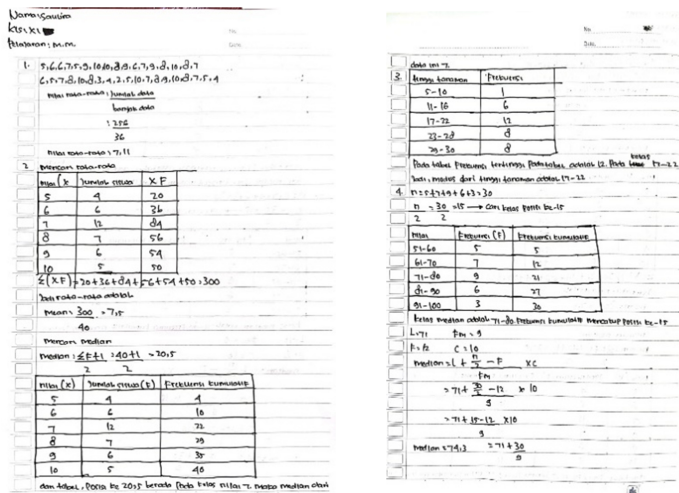 Nama: Saulira
Kls: XI
Pelajaran: M.M
1. 5,6,6,7,5,9,10,10,8,9,6,7,9,8,10,8,7
6,5,7,8,10,8,3,4,2,5,10,7,8,9,10,8,7,5,4
Nilai rata-rata: jumlah data
banyak data
: 256
36
Nilai rata-rata: 7,11
2. Mencari rata-rata
Nilai (X Jumlah siswa X F
5 4 20
6 6 36
7 12 84
8 7 56
9 6 54
10 5 50
Σ(XF) = 20+36+84+56+54+50 = 300
Jadi rata-rata adalah
Mean = 300 = 7,5
40
Mencari median
Median: ΣF+1 = 40+1 = 20,5
2 2
Nilai (X) Jumlah siswa (F) Frekuensi kumulatif
5 4 4
6 6 10
7 12 22
8 7 29
9 6 35
10 5 40
dari tabel, posisi ke 20,5 berada pada kelas nilai 7. maka median dari
No
Date
data ini 7.
3. tinggi tanaman Frekuensi
5-10 1
11-16 6
17-22 12
23-28 8
29-30 8
Pada tabel frekuensi tertinggi pada tabel adalah 12. Pada kelas 17-22
Jadi, modus dari tinggi tanaman adalah 17-22
4. n=5+7+9+6+3=30
n = 30 =15 → cari kelas posisi ke-15
2 2
Nilai Frekuensi (F) Frekuensi kumulatif
51-60 5 5
61-70 7 12
71-80 9 21
81-90 6 27
91-100 3 30
Kelas median adalah 71-80. Frekuensi kumulatif mencakup posisi ke-15
L=71 Fm = 9
F=12 C=10
median = L + n/2 - F x C
Fm
= 71 + 30/2 - 12 x 10
9
= 71 + 15-12 x 10
9
median = 74,3 = 71 + 30
9